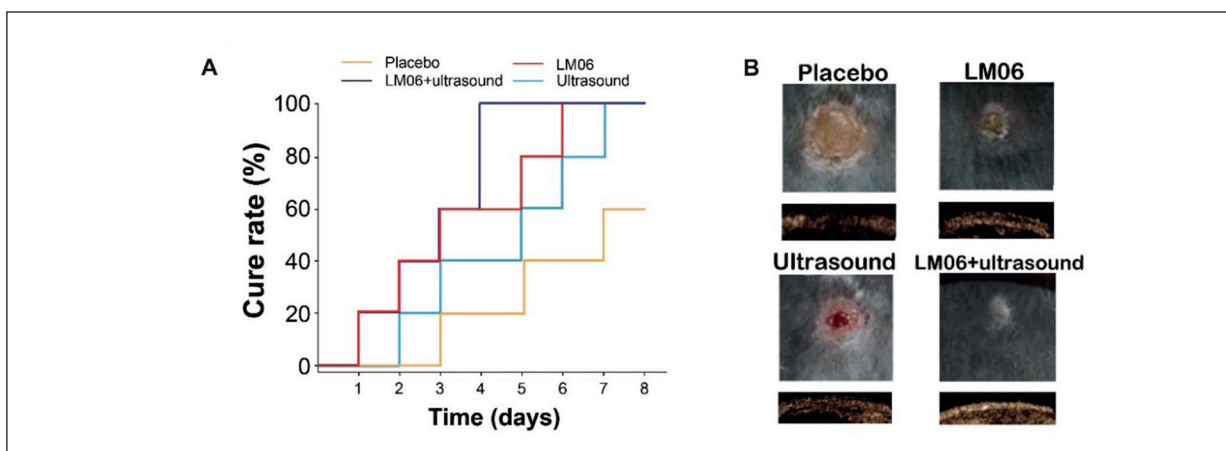 A
Placebo
LM06
LM06+ultrasound
Ultrasound
Cure rate (%)
100
80
60
40
20
0
1 2 3 4 5 6 7 8
Time (days)
B
Placebo
LM06
Ultrasound
LM06+ultrasound